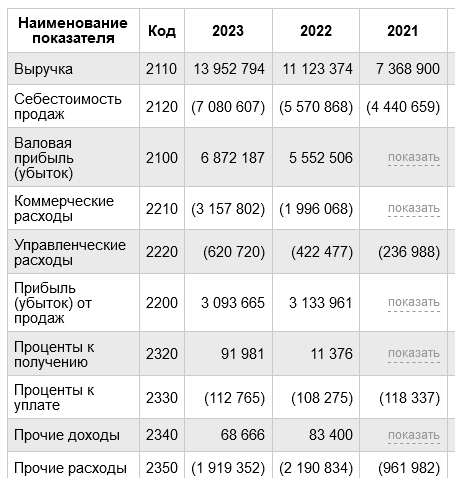 Наименование показателя Код 2023 2022 2021
Выручка 2110 13 952 794 11 123 374 7 368 900
Себестоимость продаж 2120 (7 080 607) (5 570 868) (4 440 659)
Валовая прибыль (убыток) 2100 6 872 187 5 552 506 показать
Коммерческие расходы 2210 (3 157 802) (1 996 068) показать
Управленческие расходы 2220 (620 720) (422 477) (236 988)
Прибыль (убыток) от продаж 2200 3 093 665 3 133 961 показать
Проценты к получению 2320 91 981 11 376 показать
Проценты к уплате 2330 (112 765) (108 275) (118 337)
Прочие доходы 2340 68 666 83 400 показать
Прочие расходы 2350 (1 919 352) (2 190 834) (961 982)